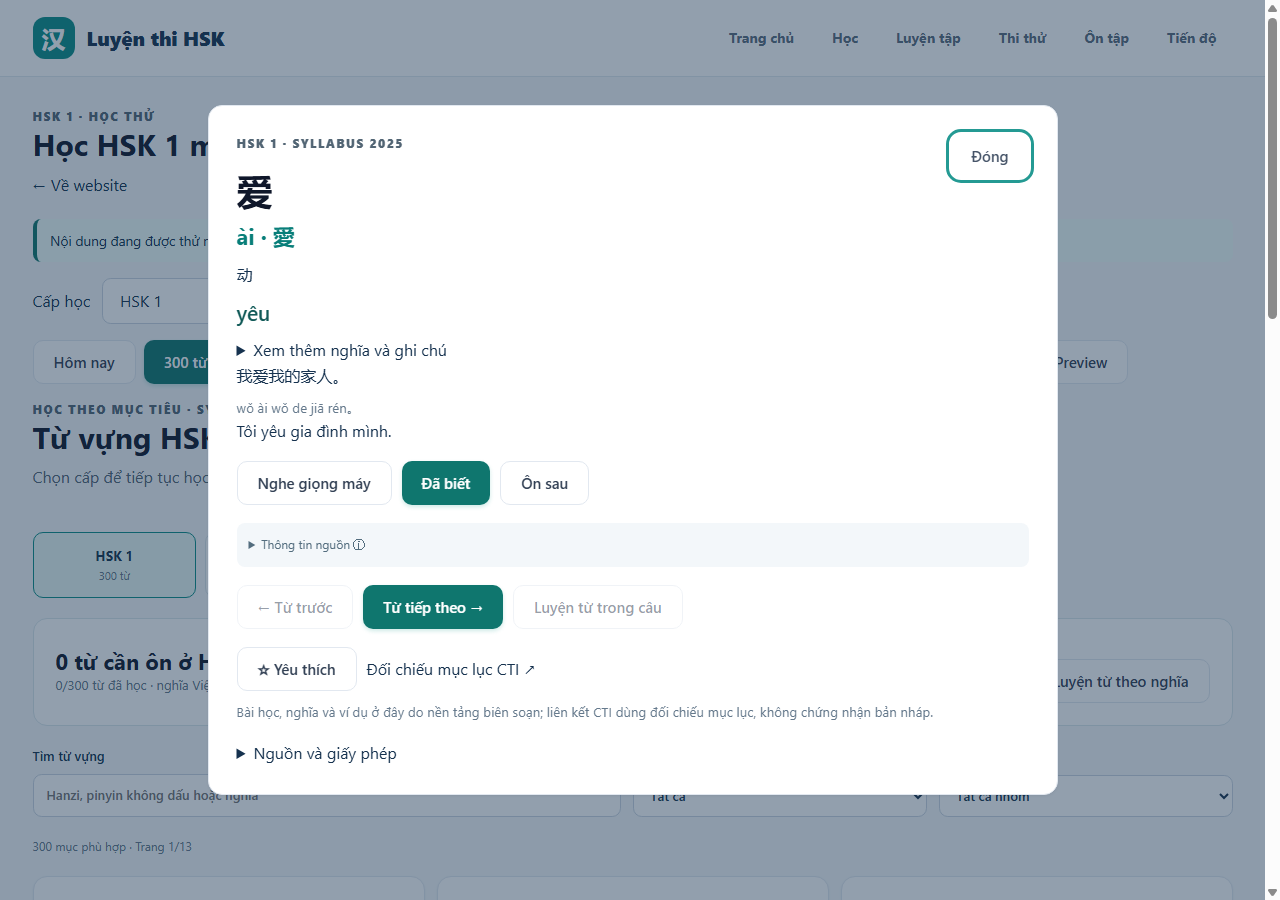 汉 Luyện thi HSK
Trang chủ Học Luyện tập Thi thử Ôn tập Tiến độ
HSK 1 · HỌC THỬ
Học HSK 1 m
← Về website
Nội dung đang được thử
Cấp học HSK 1
Hôm nay 300 từ Preview
HỌC THEO MỤC TIÊU ·
Từ vựng HSK
Chọn cấp để tiếp tục học
HSK 1
300 từ
0 từ cần ôn ở
0/300 từ đã học · nghĩa Việ
Luyện từ theo nghĩa
Tìm từ vựng
Hanzi, pinyin không dấu hoặc nghĩa Tất cả Tất cả nhóm
300 mục phù hợp · Trang 1/13
HSK 1 · SYLLABUS 2025
Đóng
爱
ài · 愛
动
yêu
▶ Xem thêm nghĩa và ghi chú
我爱我的家人。
wǒ ài wǒ de jiā rén。
Tôi yêu gia đình mình.
Nghe giọng máy Đã biết Ôn sau
▶ Thông tin nguồn ⓘ
← Từ trước Từ tiếp theo → Luyện từ trong câu
☆ Yêu thích Đối chiếu mục lục CTI ↗
Bài học, nghĩa và ví dụ ở đây do nền tảng biên soạn; liên kết CTI dùng đối chiếu mục lục, không chứng nhận bản nháp.
▶ Nguồn và giấy phép